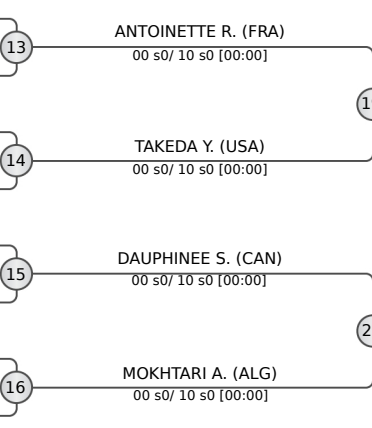 ANTOINETTE R. (FRA)
13
00 s0/ 10 s0 [00:00]
TAKEDA Y. (USA)
14
00 s0/ 10 s0 [00:00]
DAUPHINEE S. (CAN)
15
00 s0/ 10 s0 [00:00]
MOKHTARI A. (ALG)
16
00 s0/ 10 s0 [00:00]